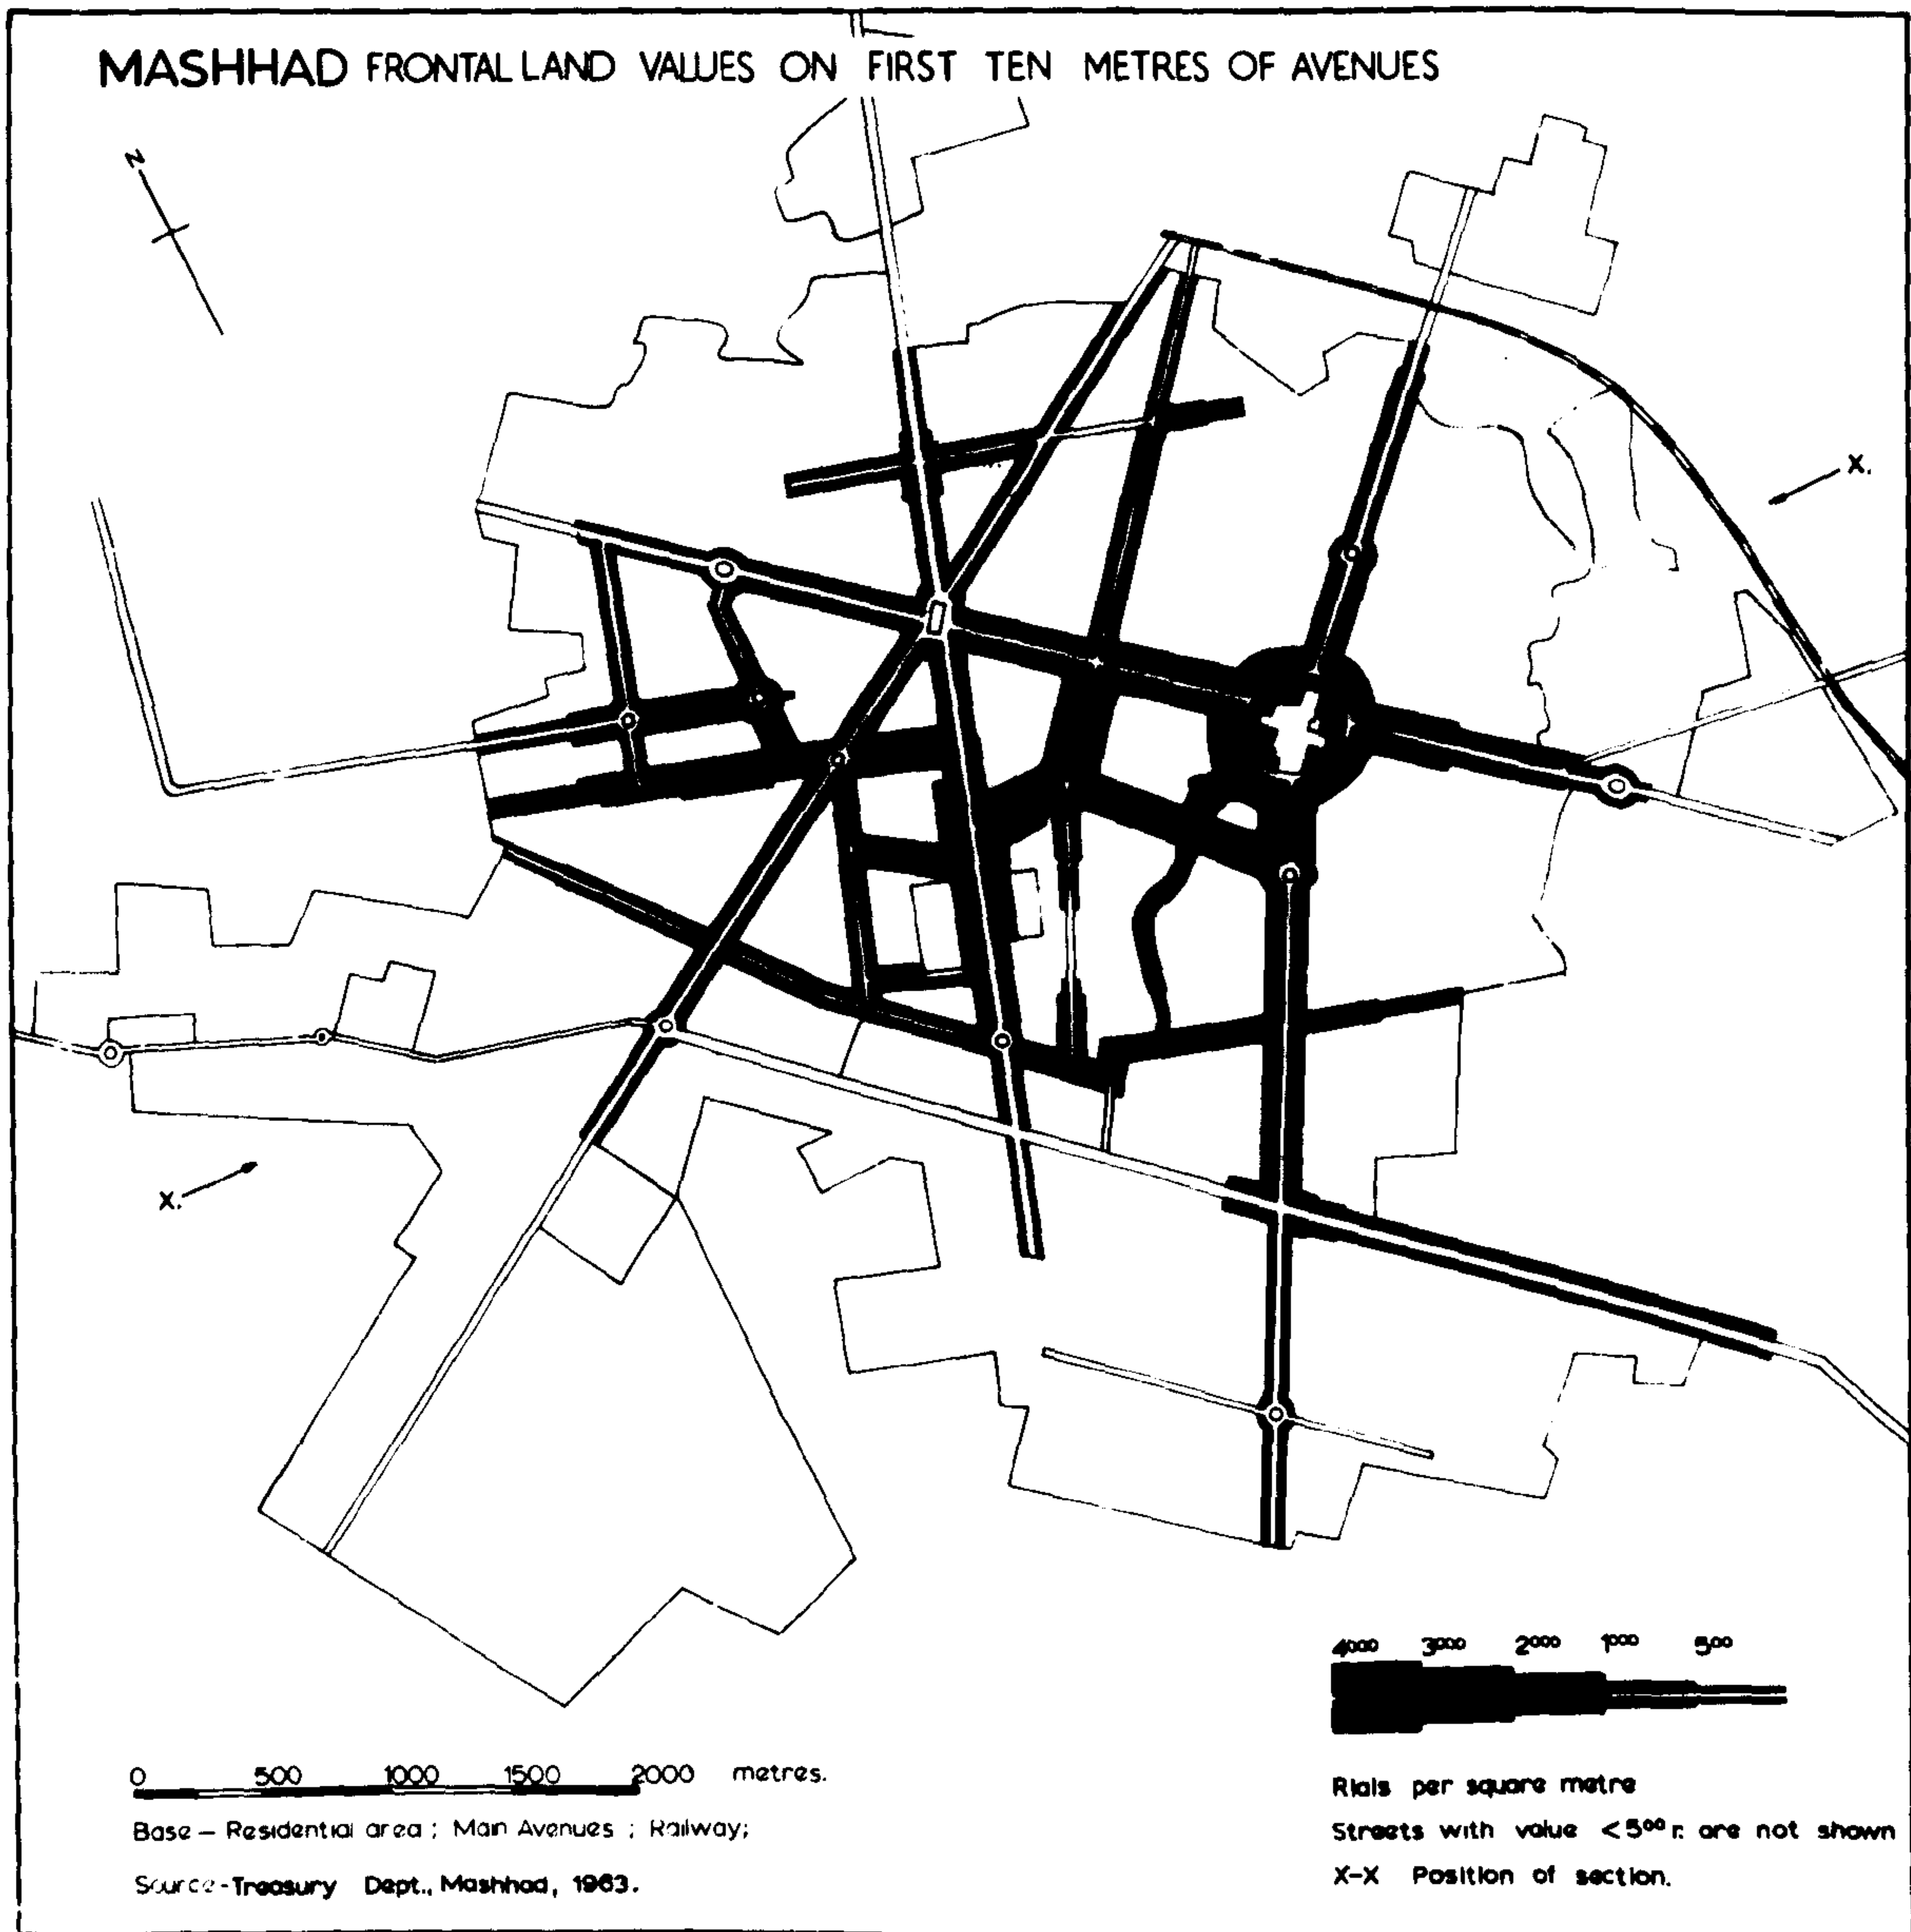 MASHHAD FRONTAL LAND VALUES ON FIRST TEN METRES OF AVENUES
N
X.
X.
4000 3000 2000 1000 500
0 500 1000 1500 2000 metres.
Rials per square metre
Base – Residential area ; Main Avenues ; Railway;
Streets with value <500 r. are not shown
Source-Treasury Dept., Mashhad, 1963.
X-X Position of section.